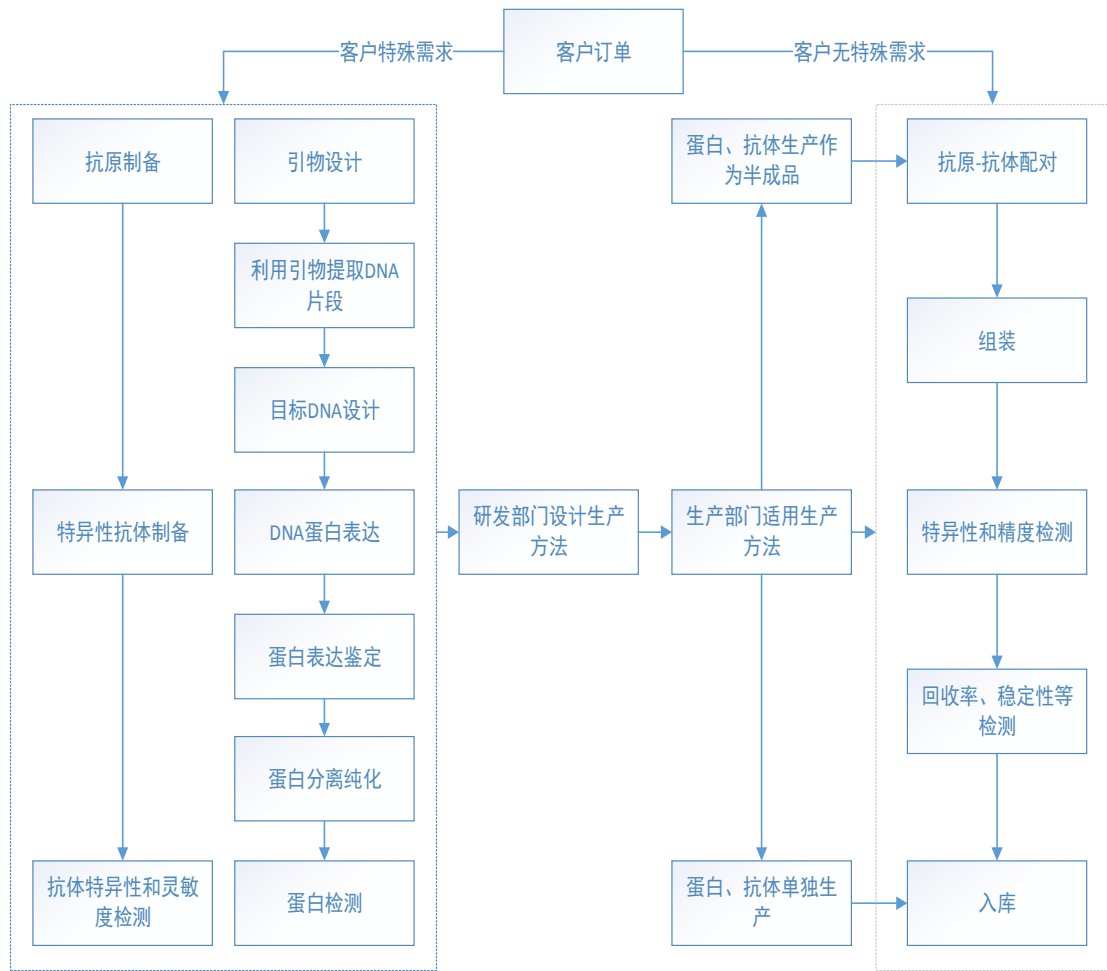 客户订单
客户特殊需求
客户无特殊需求
抗原制备
引物设计
蛋白、抗体生产作
为半成品
抗原-抗体配对
利用引物提取DNA
片段
组装
目标DNA设计
特异性抗体制备
DNA蛋白表达
研发部门设计生产
方法
生产部门适用生产
方法
特异性和精度检测
蛋白表达鉴定
回收率、稳定性等
检测
蛋白分离纯化
抗体特异性和灵敏
度检测
蛋白检测
蛋白、抗体单独生
产
入库